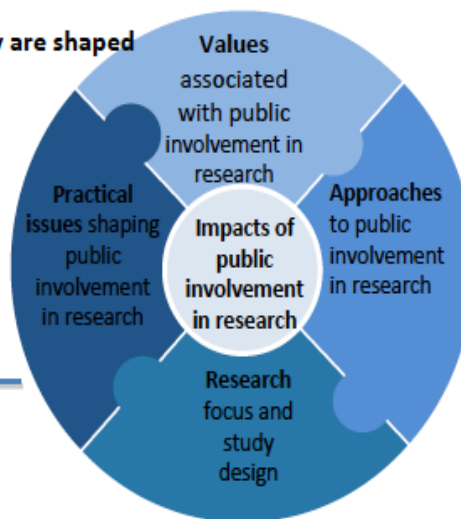 are shaped
Values
associated
with public
involvement in
research
Practical
issues shaping
public
involvement
in research
Impacts of
public
involvement
in research
Approaches
to public
involvement
in research
Research
focus and
study
design